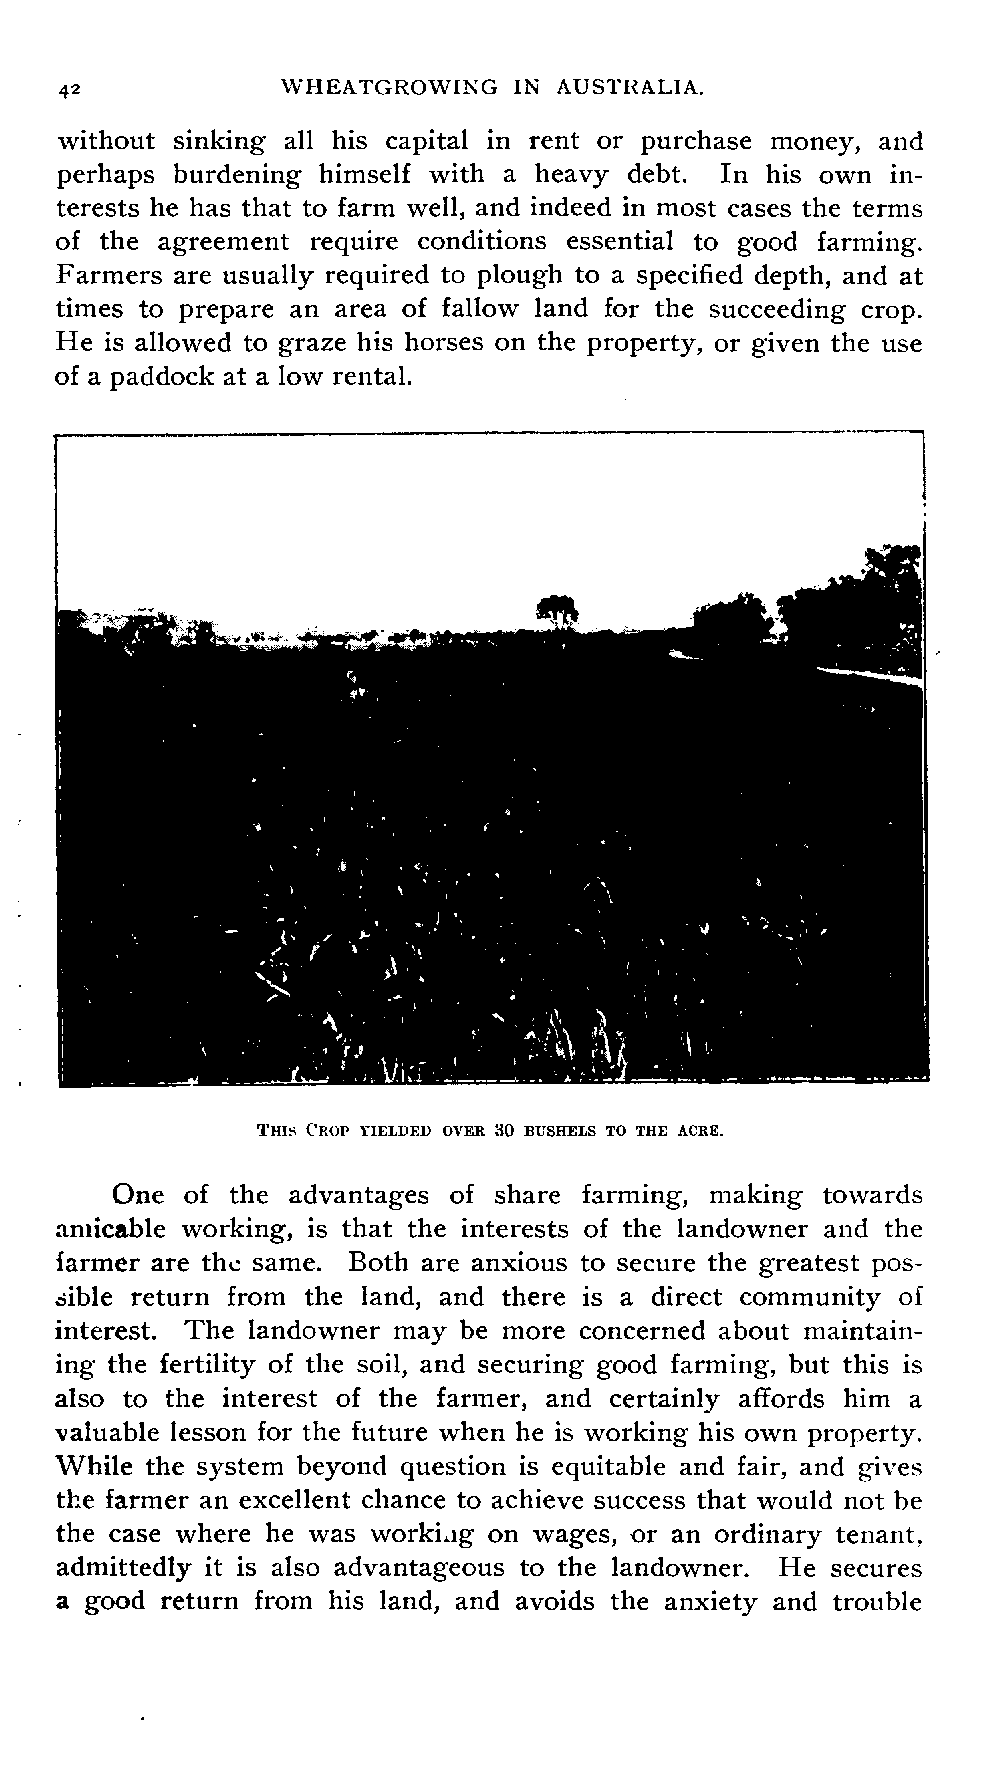 42 WHEATGROWING IN AUSTRALIA.
without sinking all his capital in rent or purchase money, and
perhaps burdening himself with a heavy debt. In his own in-
terests he has that to farm well, and indeed in most cases the terms
of the agreement require conditions essential to good farming.
Farmers are usually required to plough to a specified depth, and at
times to prepare an area of fallow land for the succeeding crop.
He is allowed to graze his horses on the property, or given the use
of a paddock at a low rental.
THIS CROP YIELDED OVER 30 BUSHELS TO THE ACRE.
One of the advantages of share farming, making towards
amicable working, is that the interests of the landowner and the
farmer are the same. Both are anxious to secure the greatest pos-
sible return from the land, and there is a direct community of
interest. The landowner may be more concerned about maintain-
ing the fertility of the soil, and securing good farming, but this is
also to the interest of the farmer, and certainly affords him a
valuable lesson for the future when he is working his own property.
While the system beyond question is equitable and fair, and gives
the farmer an excellent chance to achieve success that would not be
the case where he was working on wages, or an ordinary tenant,
admittedly it is also advantageous to the landowner. He secures
a good return from his land, and avoids the anxiety and trouble